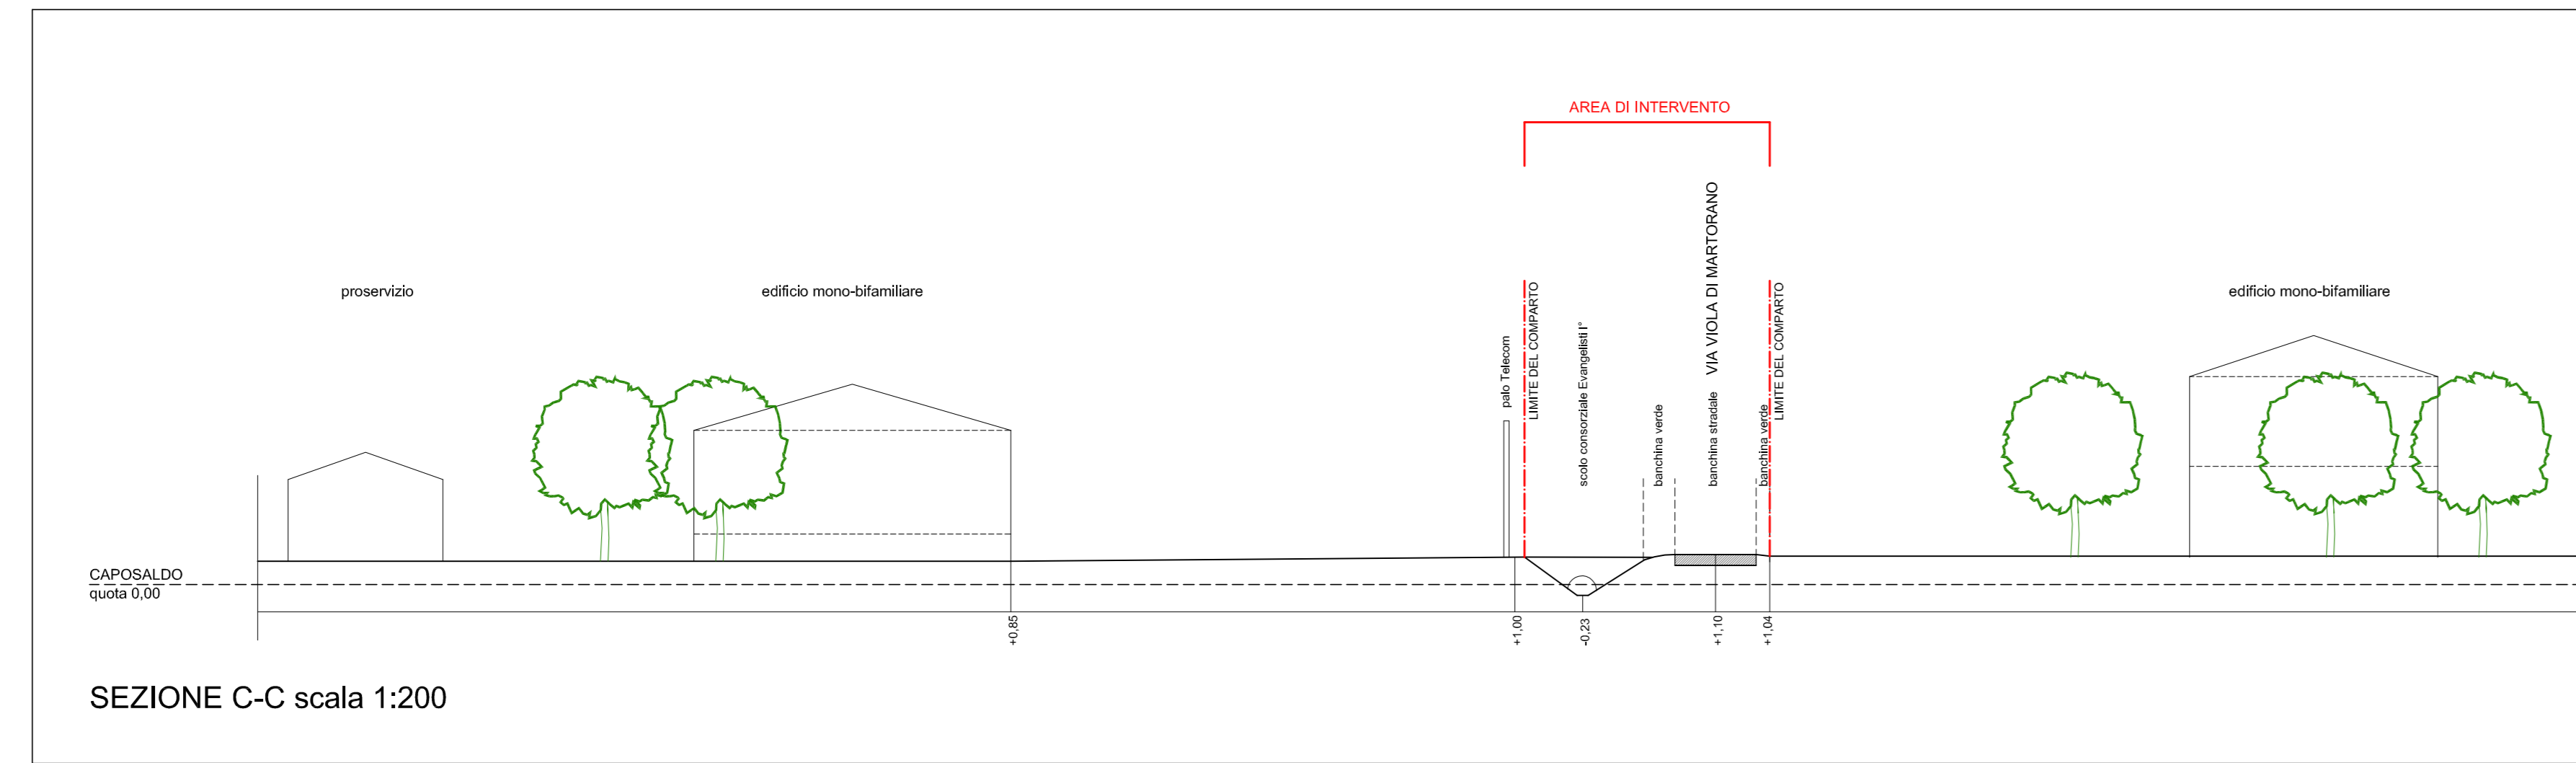 AREA DI INTERVENTO
proservizio
edificio mono-bifamiliare
palo Telecom
LIMITE DEL COMPARTO
scolo consorziale Evangelisti I°
banchina verde
banchina stradale
VIA VIOLA DI MARTORANO
banchina verde
LIMITE DEL COMPARTO
edificio mono-bifamiliare
CAPOSALDO
quota 0,00
+0,85
+1,00
-0,23
+1,10
+1,04
SEZIONE C-C scala 1:200